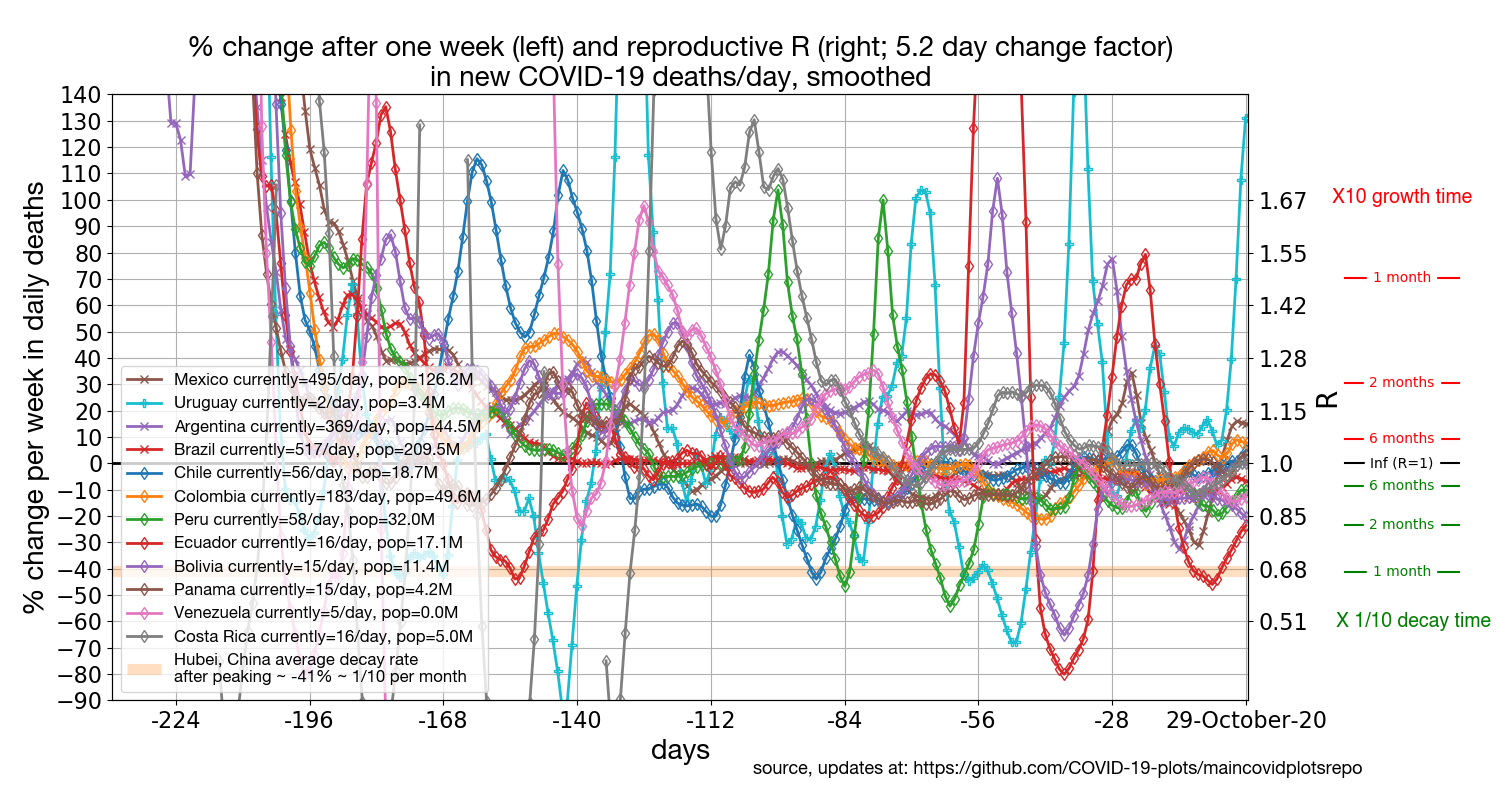 % change after one week (left) and reproductive R (right; 5.2 day change factor)
in new COVID-19 deaths/day, smoothed
% change per week in daily deaths
140
130
120
110
100
90
80
70
60
50
40
30
20
10
0
−10
−20
−30
−40
−50
−60
−70
−80
−90
Mexico currently=495/day, pop=126.2M
Uruguay currently=2/day, pop=3.4M
Argentina currently=369/day, pop=44.5M
Brazil currently=517/day, pop=209.5M
Chile currently=56/day, pop=18.7M
Colombia currently=183/day, pop=49.6M
Peru currently=58/day, pop=32.0M
Ecuador currently=16/day, pop=17.1M
Bolivia currently=15/day, pop=11.4M
Panama currently=15/day, pop=4.2M
Venezuela currently=5/day, pop=0.0M
Costa Rica currently=16/day, pop=5.0M
Hubei, China average decay rate
after peaking ~ -41% ~ 1/10 per month
1.67
1.55
1.42
1.28
1.15
1.0
0.85
0.68
0.51
R
X10 growth time
1 month
2 months
6 months
Inf (R=1)
6 months
2 months
1 month
X 1/10 decay time
-224 -196 -168 -140 -112 -84 -56 -28 29-October-20
days
source, updates at: https://github.com/COVID-19-plots/maincovidplotsrepo